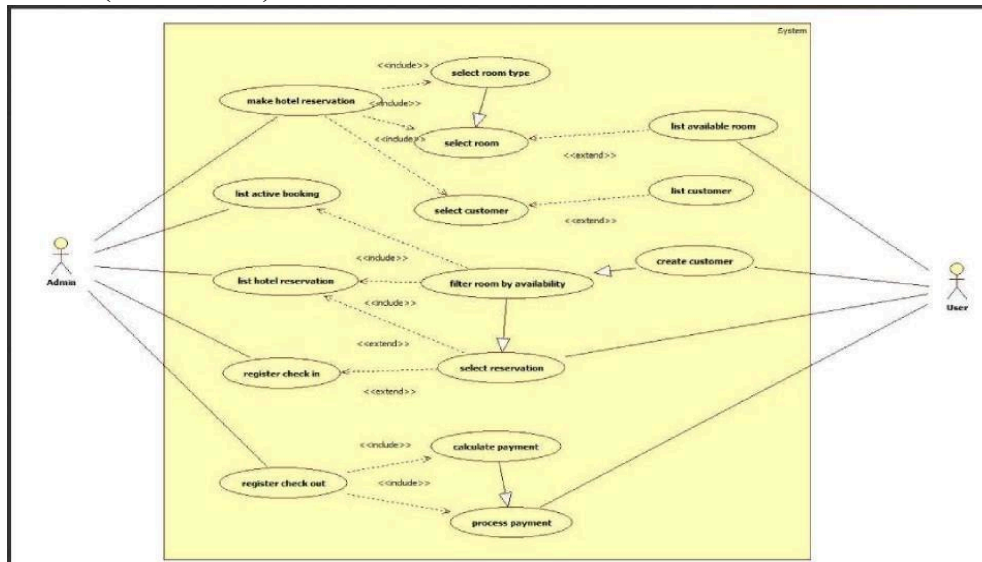 System
<<include>>
select room type
make hotel reservation
<<include>>
list available room
<<include>>
select room
<<extend>>
list active booking
list customer
select customer
<<extend>>
<<include>>
create customer
Admin
list hotel reservation
filter room by availability
User
<<include>>
<<extend>>
register check in
select reservation
<<extend>>
<<include>>
calculate payment
register check out
<<include>>
process payment